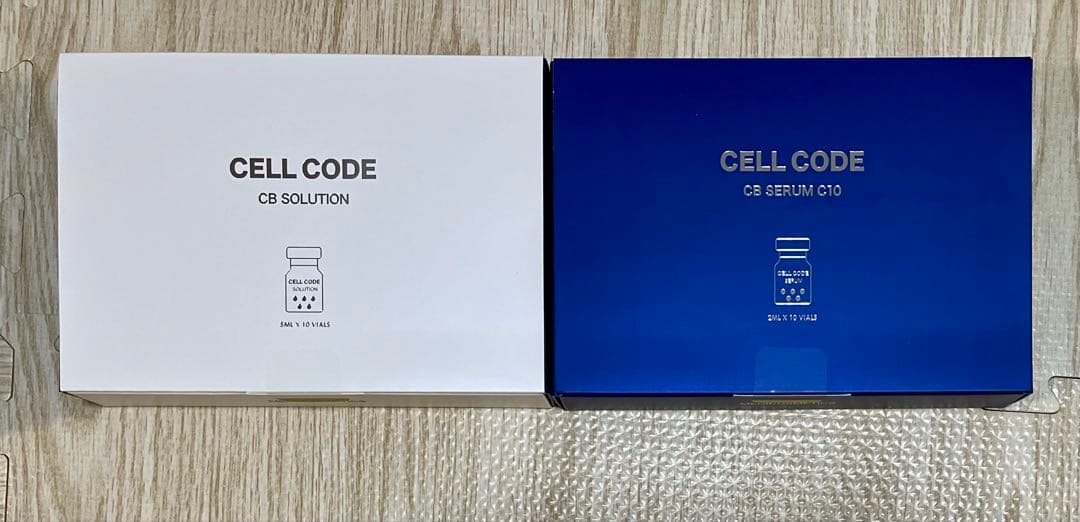 CELL CODE
CB SOLUTION
CELL CODE
SOLUTION
5ML X 10 VIALS
CELL CODE
CB SERUM C10
CELL CODE
SERUM
2ML X 10 VIALS